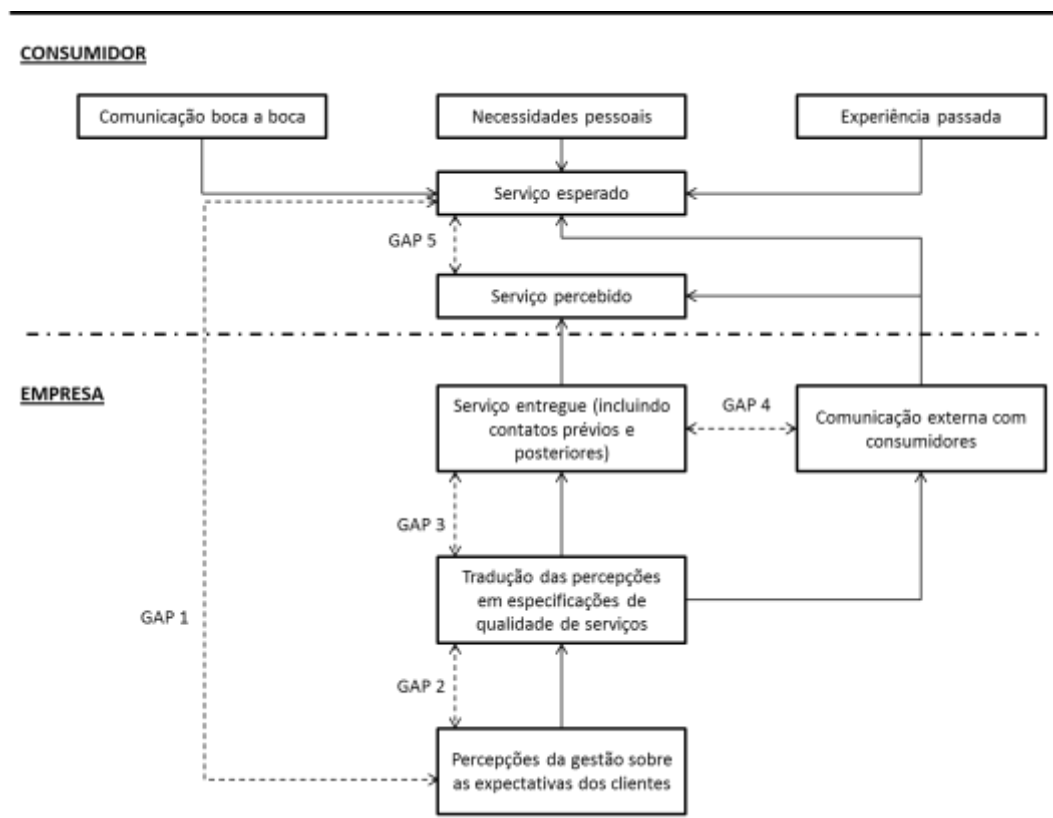 CONSUMIDOR
Comunicação boca a boca
Necessidades pessoais
Experiência passada
Serviço esperado
GAP 5
Serviço percebido
EMPRESA
Serviço entregue (incluindo
contatos prévios e
posteriores)
GAP 4
Comunicação externa com
consumidores
GAP 3
Tradução das percepções
em especificações de
qualidade de serviços
GAP 1
GAP 2
Percepções da gestão sobre
as expectativas dos clientes